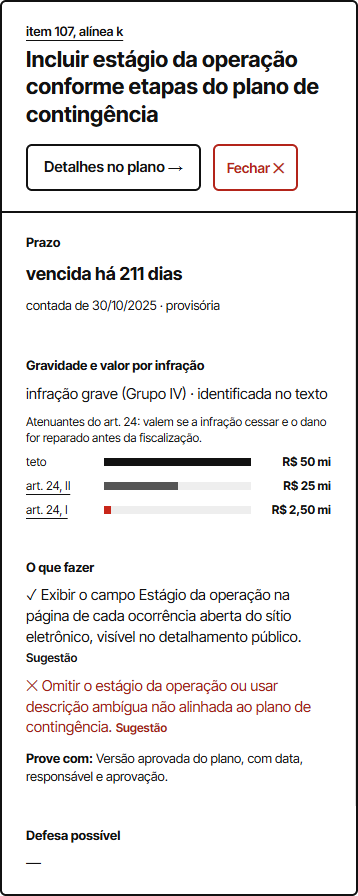 item 107, alínea k
Incluir estágio da operação
conforme etapas do plano de
contingência
Detalhes no plano →
Fechar ✕
Prazo
vencida há 211 dias
contada de 30/10/2025 · provisória
Gravidade e valor por infração
infração grave (Grupo IV) · identificada no texto
Atenuantes do art. 24: valem se a infração cessar e o dano
for reparado antes da fiscalização.
teto R$ 50 mi
art. 24, II R$ 25 mi
art. 24, I R$ 2,50 mi
O que fazer
✓ Exibir o campo Estágio da operação na
página de cada ocorrência aberta do sítio
eletrônico, visível no detalhamento público.
Sugestão
✕ Omitir o estágio da operação ou usar
descrição ambígua não alinhada ao plano de
contingência. Sugestão
Prove com: Versão aprovada do plano, com data,
responsável e aprovação.
Defesa possível
—